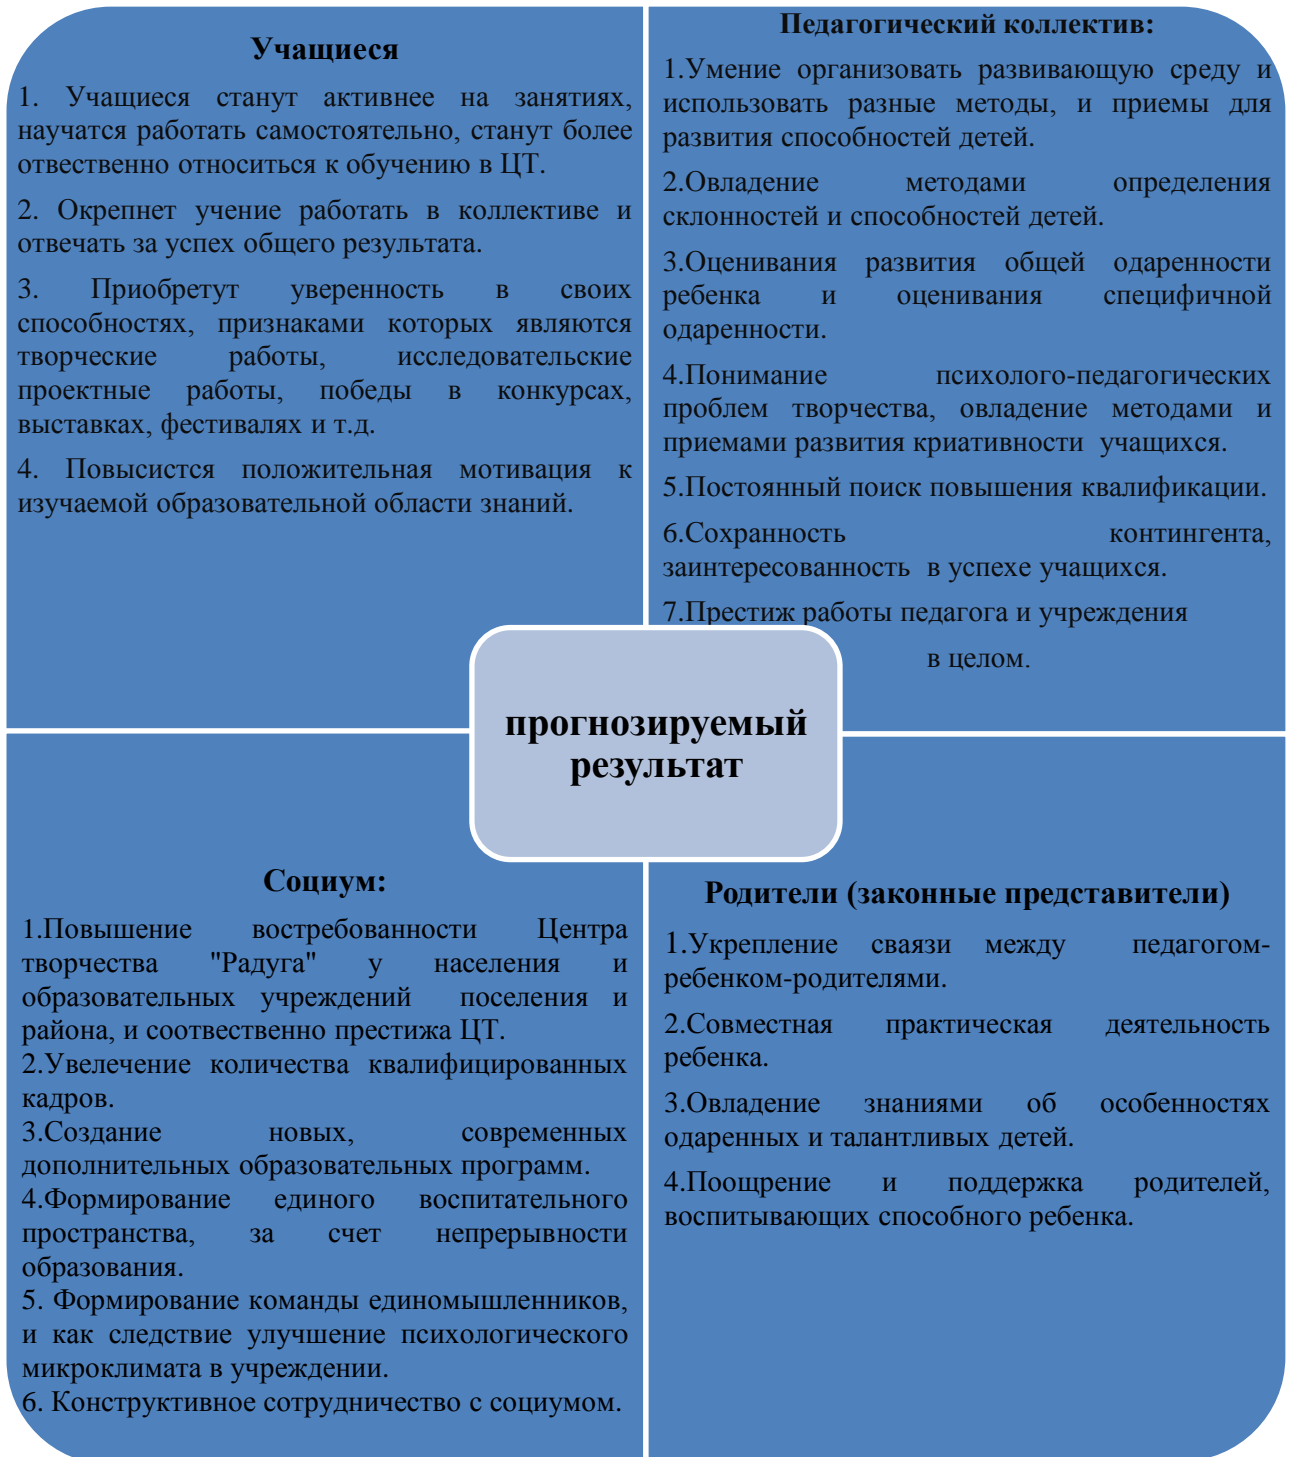 Учащиеся
1. Учащиеся станут активнее на занятиях,
научатся работать самостоятельно, станут более
отвественно относиться к обучению в ЦТ.
2. Окрепнет учение работать в коллективе и
отвечать за успех общего результата.
3. Приобретут уверенность в своих
способностях, признаками которых являются
творческие работы, исследовательские
проектные работы, победы в конкурсах,
выставках, фестивалях и т.д.
4. Повысистся положительная мотивация к
изучаемой образовательной области знаний.
Педагогический коллектив:
1.Умение организовать развивающую среду и
использовать разные методы, и приемы для
развития способностей детей.
2.Овладение методами определения
склонностей и способностей детей.
3.Оценивания развития общей одаренности
ребенка и оценивания специфичной
одаренности.
4.Понимание психолого-педагогических
проблем творчества, овладение методами и
приемами развития криативности учащихся.
5.Постоянный поиск повышения квалификации.
6.Сохранность контингента,
заинтересованность в успехе учащихся.
7.Престиж работы педагога и учреждения
в целом.
прогнозируемый
результат
Социум:
1.Повышение востребованности Центра
творчества "Радуга" у населения и
образовательных учреждений поселения и
района, и соотвественно престижа ЦТ.
2.Увелечение количества квалифицированных
кадров.
3.Создание новых, современных
дополнительных образовательных программ.
4.Формирование единого воспитательного
пространства, за счет непрерывности
образования.
5. Формирование команды единомышленников,
и как следствие улучшение психологического
микроклимата в учреждении.
6. Конструктивное сотрудничество с социумом.
Родители (законные представители)
1.Укрепление сваязи между педагогом-
ребенком-родителями.
2.Совместная практическая деятельность
ребенка.
3.Овладение знаниями об особенностях
одаренных и талантливых детей.
4.Поощрение и поддержка родителей,
воспитывающих способного ребенка.